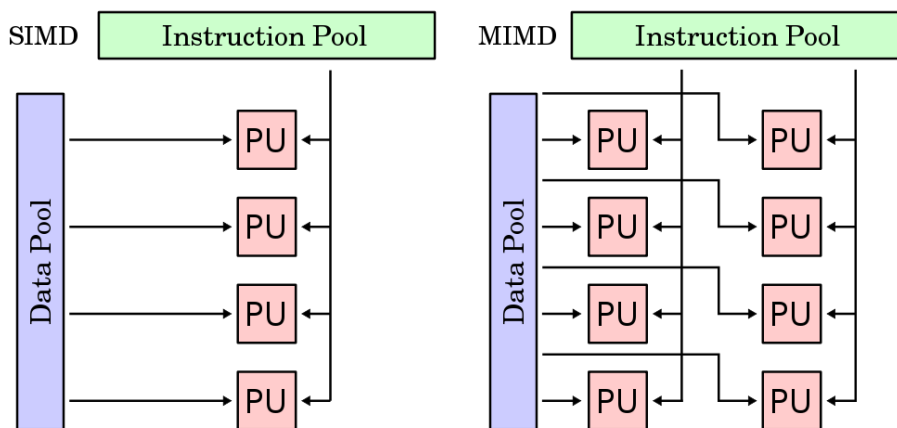 SIMD Instruction Pool
Data Pool
PU
PU
PU
PU
MIMD Instruction Pool
Data Pool
PU PU
PU PU
PU PU
PU PU